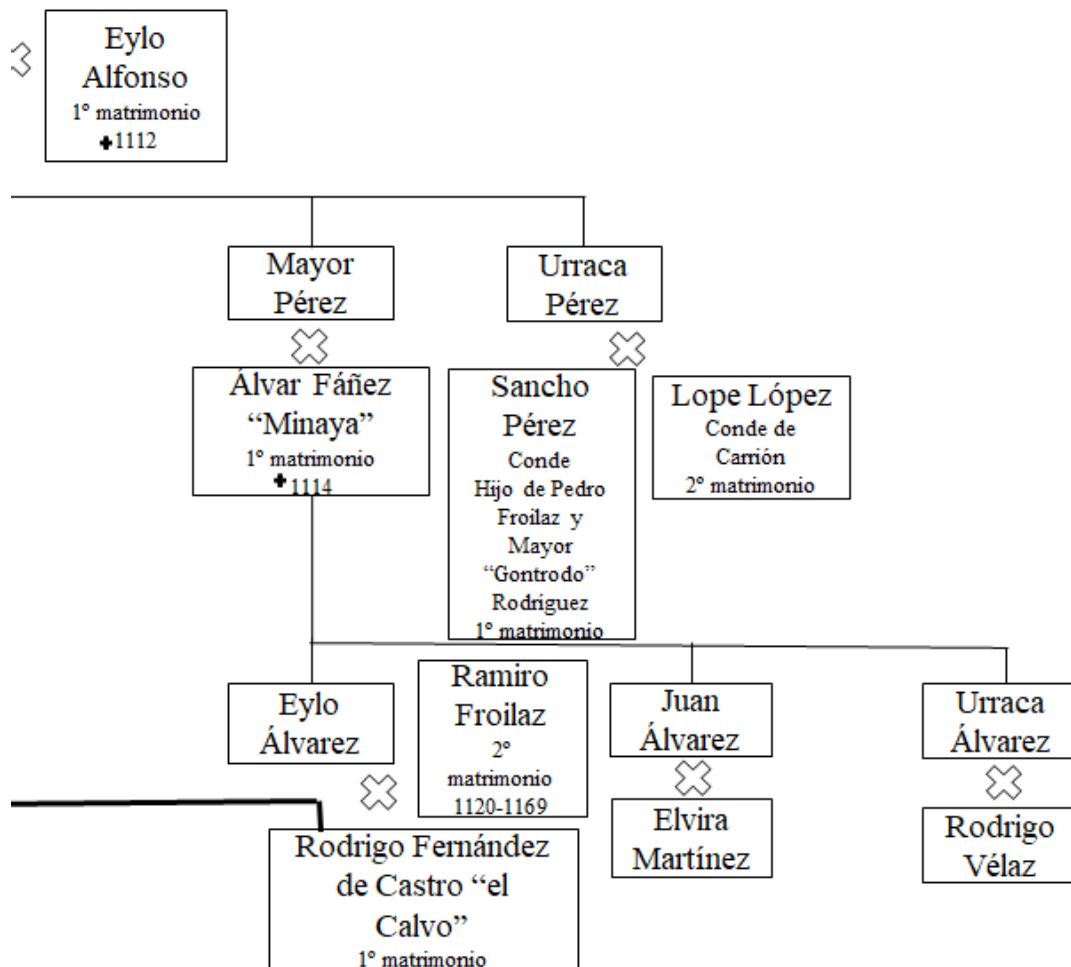 Eylo
Alfonso
1º matrimonio
✚1112
Mayor
Pérez
Urraca
Pérez
Álvar Fáñez
“Minaya”
1º matrimonio
✚1114
Sancho
Pérez
Conde
Hijo de Pedro
Froilaz y
Mayor
“Gontrodo”
Rodríguez
1º matrimonio
Lope López
Conde de
Carrión
2º matrimonio
Eylo
Álvarez
Ramiro
Froilaz
2º
matrimonio
1120-1169
Juan
Álvarez
Urraca
Álvarez
Elvira
Martínez
Rodrigo
Vélaz
Rodrigo Fernández
de Castro “el
Calvo”
1º matrimonio